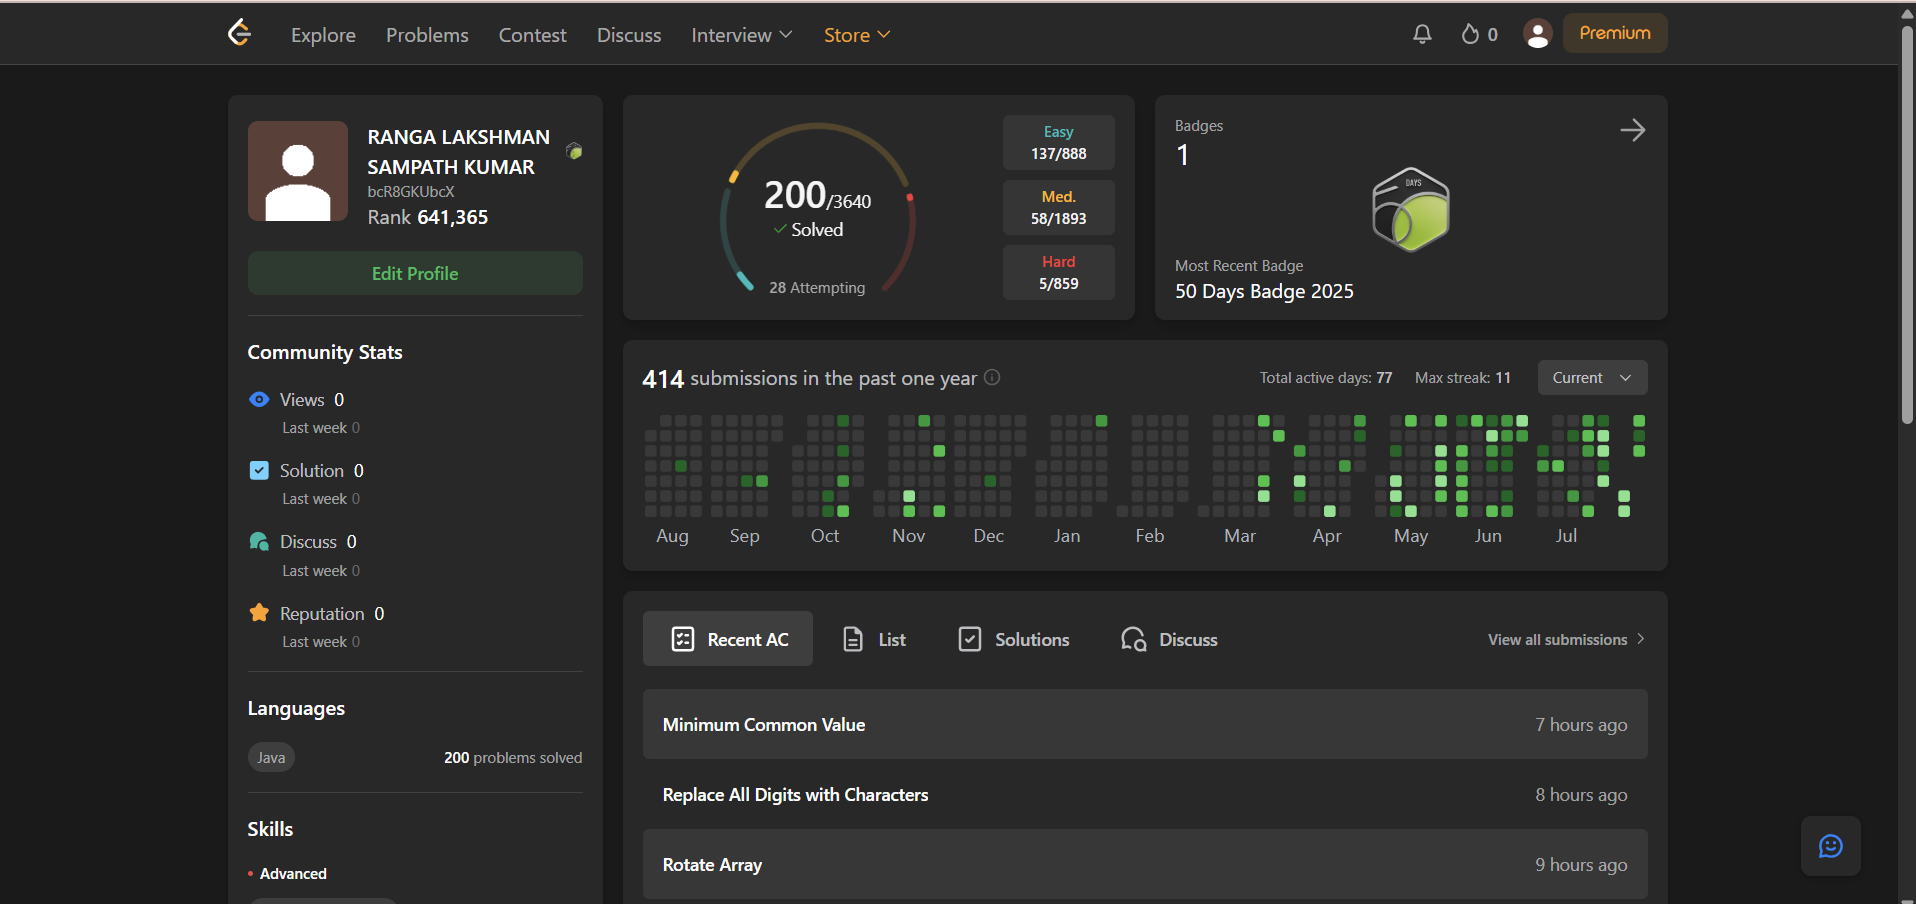 Explore Problems Contest Discuss Interview Store 0 Premium
RANGA LAKSHMAN
SAMPATH KUMAR
bcR8GKUbcX
Rank 641,365
Edit Profile
Community Stats
Views 0
Last week 0
Solution 0
Last week 0
Discuss 0
Last week 0
Reputation 0
Last week 0
Languages
Java 200 problems solved
Skills
Advanced
200/3640
Solved
28 Attempting
Easy
137/888
Med.
58/1893
Hard
5/859
Badges
1
DAYS
Most Recent Badge
50 Days Badge 2025
414 submissions in the past one year Total active days: 77 Max streak: 11 Current
Aug Sep Oct Nov Dec Jan Feb Mar Apr May Jun Jul
Recent AC List Solutions Discuss View all submissions
Minimum Common Value 7 hours ago
Replace All Digits with Characters 8 hours ago
Rotate Array 9 hours ago